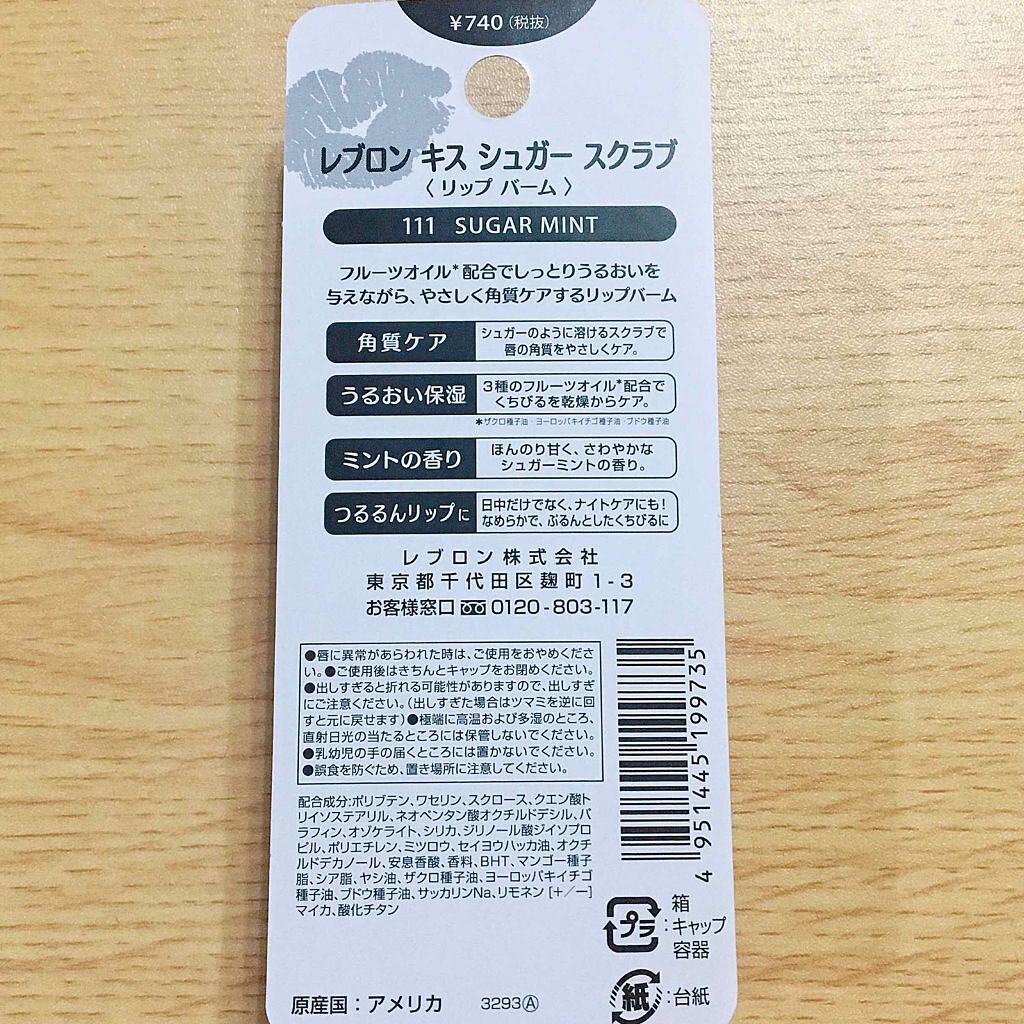 ¥740（税抜）
レブロン キス シュガー スクラブ
〈リップ バーム〉
111 SUGAR MINT
フルーツオイル*配合でしっとりうるおいを
与えながら、やさしく角質ケアするリップバーム
角質ケア
シュガーのように溶けるスクラブで
唇の角質をやさしくケア。
うるおい保湿
3種のフルーツオイル*配合で
くちびるを乾燥からケア。
*ザクロ種子油・ヨーロッパキイチゴ種子油・ブドウ種子油
ミントの香り
ほんのり甘く、さわやかな
シュガーミントの香り。
つるるんリップに
日中だけでなく、ナイトケアにも！
なめらかで、ぷるんとしたくちびるに
レブロン株式会社
東京都千代田区麹町1-3
お客様窓口 0120-803-117
●唇に異常があらわれた時は、ご使用をおやめくださ
い。●ご使用後はきちんとキャップをお閉めください。
●出しすぎると折れる可能性がありますので、出しすぎ
にご注意ください。（出しすぎた場合はツマミを逆に回
すと元に戻せます）●極端に高温および多湿のところ、
直射日光の当たるところには保管しないでください。
●乳幼児の手の届くところには置かないでください。
●誤食を防ぐため、置き場所に注意してください。
配合成分:ポリブテン、ワセリン、スクロース、クエン酸ト
リイソステアリル、ネオペンタン酸オクチルドデシル、パ
ラフィン、オゾケライト、シリカ、ジリノール酸ジイソプロ
ピル、ポリエチレン、ミツロウ、セイヨウハッカ油、オクチ
ルドデカノール、安息香酸、香料、BHT、マンゴー種子
脂、シア脂、ヤシ油、ザクロ種子油、ヨーロッパキイチゴ
種子油、ブドウ種子油、サッカリンNa、リモネン [＋／－]
マイカ、酸化チタン
4 951445 199735
プラ
:
箱
キャップ
容器
紙
:台紙
原産国：アメリカ
3293Ⓐ